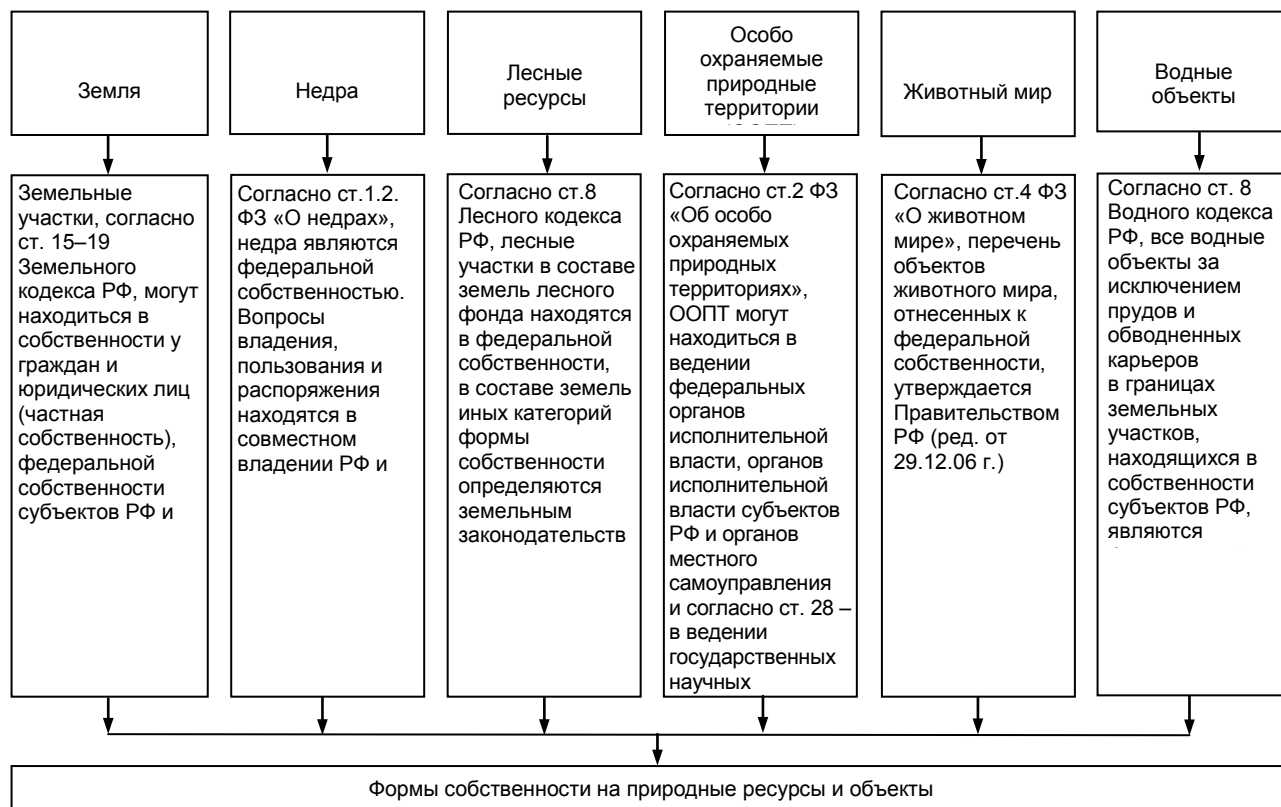 Земля
Недра
Лесные
ресурсы
Особо
охраняемые
природные
территории
Животный мир
Водные
объекты
Земельные
участки, согласно
ст. 15–19
Земельного
кодекса РФ, могут
находиться в
собственности у
граждан и
юридических лиц
(частная
собственность),
федеральной
собственности
субъектов РФ и
Согласно ст.1.2.
ФЗ «О недрах»,
недра являются
федеральной
собственностью.
Вопросы
владения,
пользования и
распоряжения
находятся в
совместном
владении РФ и
Согласно ст.8
Лесного кодекса
РФ, лесные
участки в составе
земель лесного
фонда находятся
в федеральной
собственности,
в составе земель
иных категорий
формы
собственности
определяются
земельным
законодательств
Согласно ст.2 ФЗ
«Об особо
охраняемых
природных
территориях»,
ООПТ могут
находиться в
ведении
федеральных
органов
исполнительной
власти, органов
исполнительной
власти субъектов
РФ и органов
местного
самоуправления
и согласно ст. 28 –
в ведении
государственных
научных
Согласно ст.4 ФЗ
«О животном
мире», перечень
объектов
животного мира,
отнесенных к
федеральной
собственности,
утверждается
Правительством
РФ (ред. от
29.12.06 г.)
Согласно ст. 8
Водного кодекса
РФ, все водные
объекты за
исключением
прудов и
обводненных
карьеров
в границах
земельных
участков,
находящихся в
собственности
субъектов РФ,
являются
Формы собственности на природные ресурсы и объекты